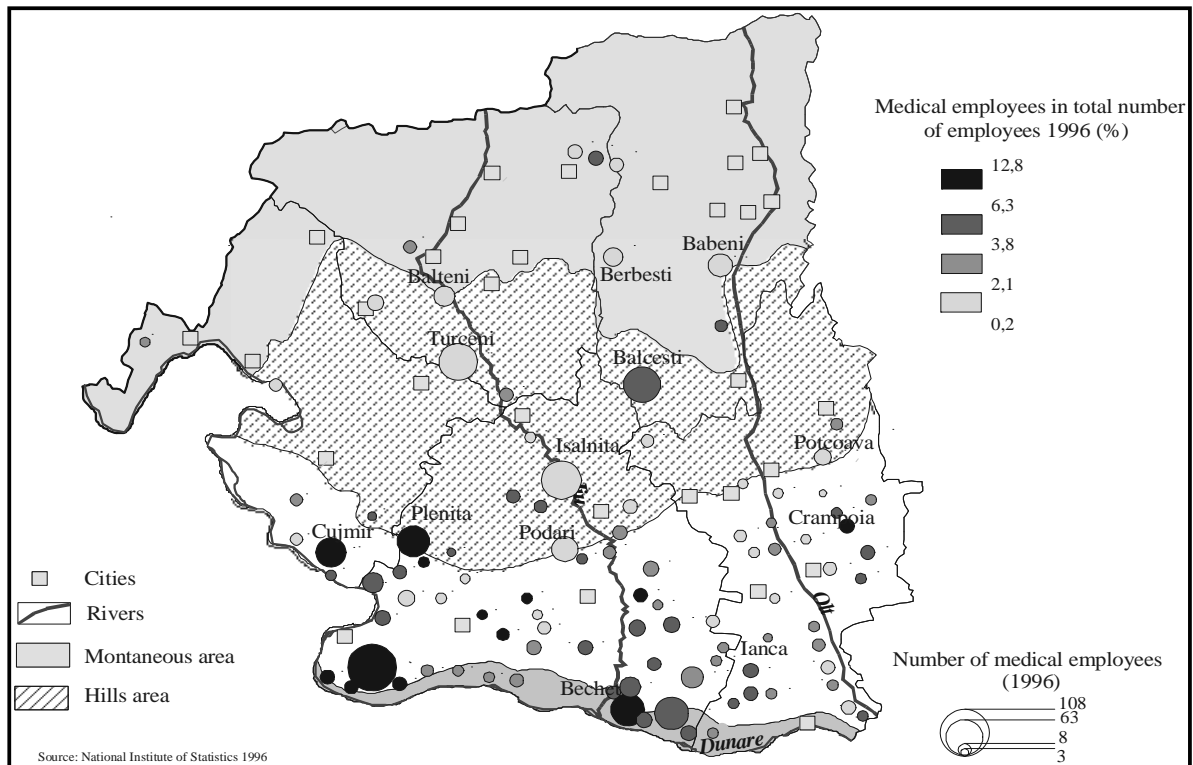 Medical employees in total number
of employees 1996 (%)
12,8
6,3
3,8
2,1
0,2
Babeni
Berbesti
Balteni
Turceni
Balcesti
Isalnita
Potcoava
Plenita
Cujmir
Podari
Crampoia
Cities
Rivers
Olt
Montaneous area
Ianca
Hills area
Bechet
Dunare
Number of medical employees
(1996)
108
63
8
3
Source: National Institute of Statistics 1996